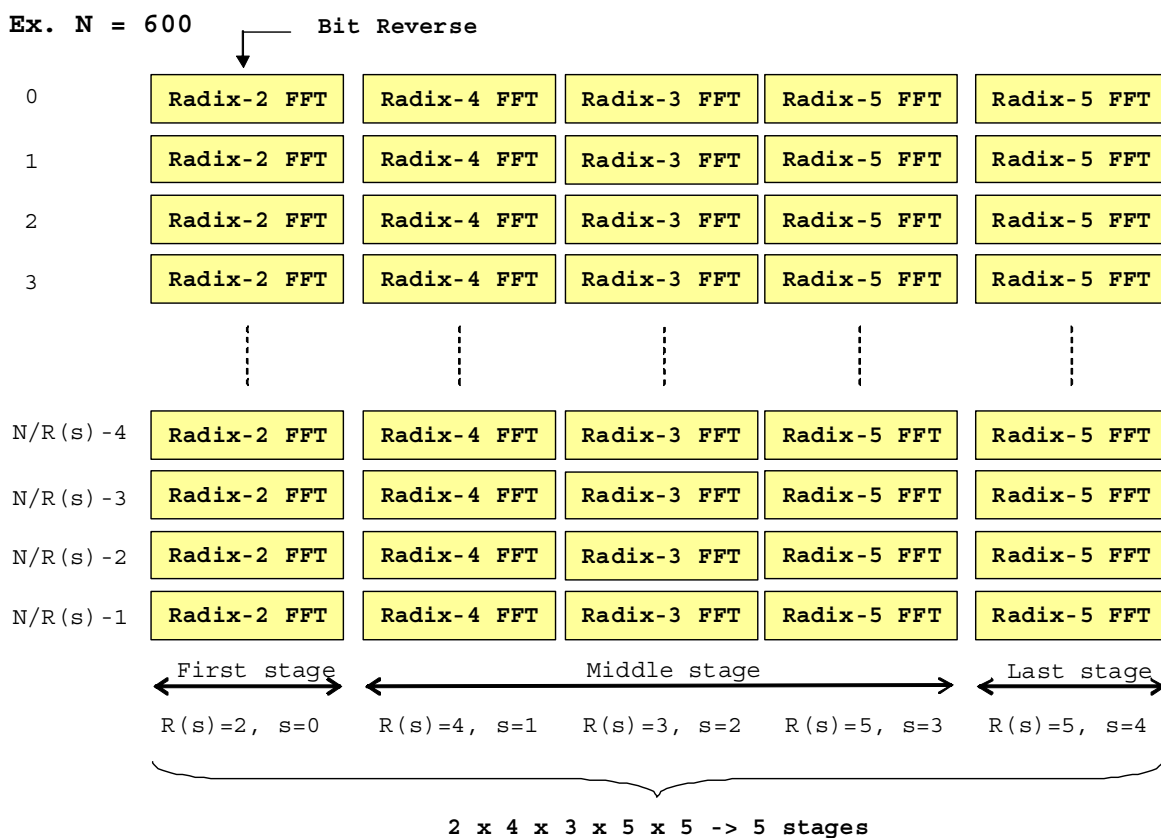 Ex. N = 600
Bit Reverse
0 Radix-2 FFT Radix-4 FFT Radix-3 FFT Radix-5 FFT Radix-5 FFT
1 Radix-2 FFT Radix-4 FFT Radix-3 FFT Radix-5 FFT Radix-5 FFT
2 Radix-2 FFT Radix-4 FFT Radix-3 FFT Radix-5 FFT Radix-5 FFT
3 Radix-2 FFT Radix-4 FFT Radix-3 FFT Radix-5 FFT Radix-5 FFT
N/R(s)-4 Radix-2 FFT Radix-4 FFT Radix-3 FFT Radix-5 FFT Radix-5 FFT
N/R(s)-3 Radix-2 FFT Radix-4 FFT Radix-3 FFT Radix-5 FFT Radix-5 FFT
N/R(s)-2 Radix-2 FFT Radix-4 FFT Radix-3 FFT Radix-5 FFT Radix-5 FFT
N/R(s)-1 Radix-2 FFT Radix-4 FFT Radix-3 FFT Radix-5 FFT Radix-5 FFT
First stage Middle stage Last stage
R(s)=2, s=0 R(s)=4, s=1 R(s)=3, s=2 R(s)=5, s=3 R(s)=5, s=4
2 x 4 x 3 x 5 x 5 -> 5 stages